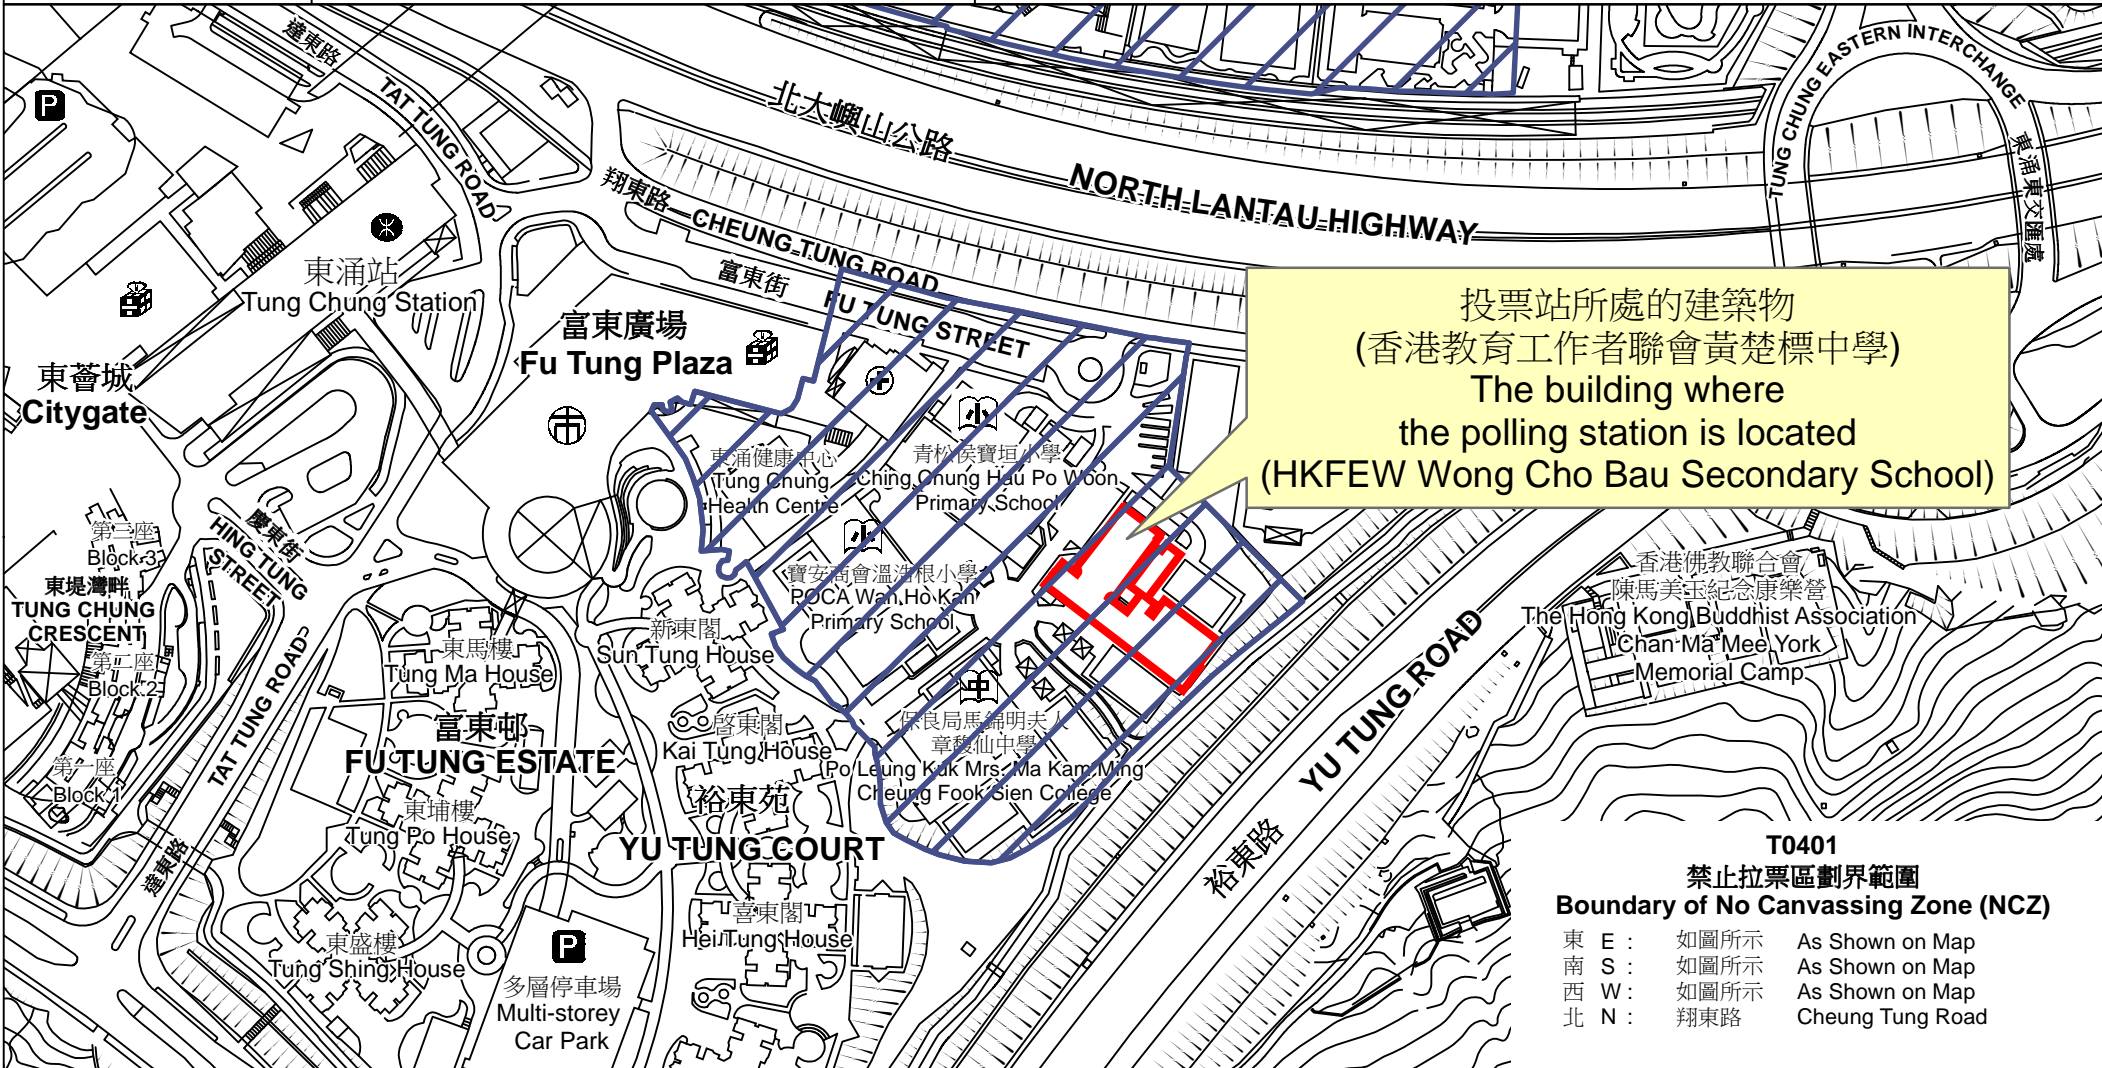 達東路
TAT TUNG ROAD
P
北大嶼山公路
NORTH LANTAU HIGHWAY
TUNG CHUNG EASTERN INTERCHANGE
東涌東交匯處
翔東路
CHEUNG TUNG ROAD
富東街
FU TUNG STREET
東涌站
Tung Chung Station
富東廣場
Fu Tung Plaza
市
東薈城
Citygate
投票站所處的建築物
(香港教育工作者聯會黃楚標中學)
The building where
the polling station is located
(HKFEW Wong Cho Bau Secondary School)
小
東涌健康中心
Tung Chung
Health Centre
青松侯寶垣小學
Ching Chung Hau Po Woon
Primary School
小
寶安商會溫浩根小學
POCA Wan Ho Kan
Primary School
慶東街
HING TUNG
STREET
第三座
Block 3
東堤灣畔
TUNG CHUNG
CRESCENT
第二座
Block 2
第一座
Block 1
TAT TUNG ROAD
達東路
東馬樓
Tung Ma House
新東閣
Sun Tung House
富東邨
FU TUNG ESTATE
啓東閣
Kai Tung House
中
保良局馬錦明夫人
章馥仙中學
Po Leung Kuk Mrs. Ma Kam Ming
Cheung Fook Sien College
裕東苑
YU TUNG COURT
東埔樓
Tung Po House
東盛樓
Tung Shing House
喜東閣
Hei Tung House
P
多層停車場
Multi-storey
Car Park
YU TUNG ROAD
裕東路
香港佛教聯合會
陳馬美玉紀念康樂營
The Hong Kong Buddhist Association
Chan Ma Mee York
Memorial Camp
T0401
禁止拉票區劃界範圍
Boundary of No Canvassing Zone (NCZ)
東 E : 如圖所示 As Shown on Map
南 S : 如圖所示 As Shown on Map
西 W : 如圖所示 As Shown on Map
北 N : 翔東路 Cheung Tung Road